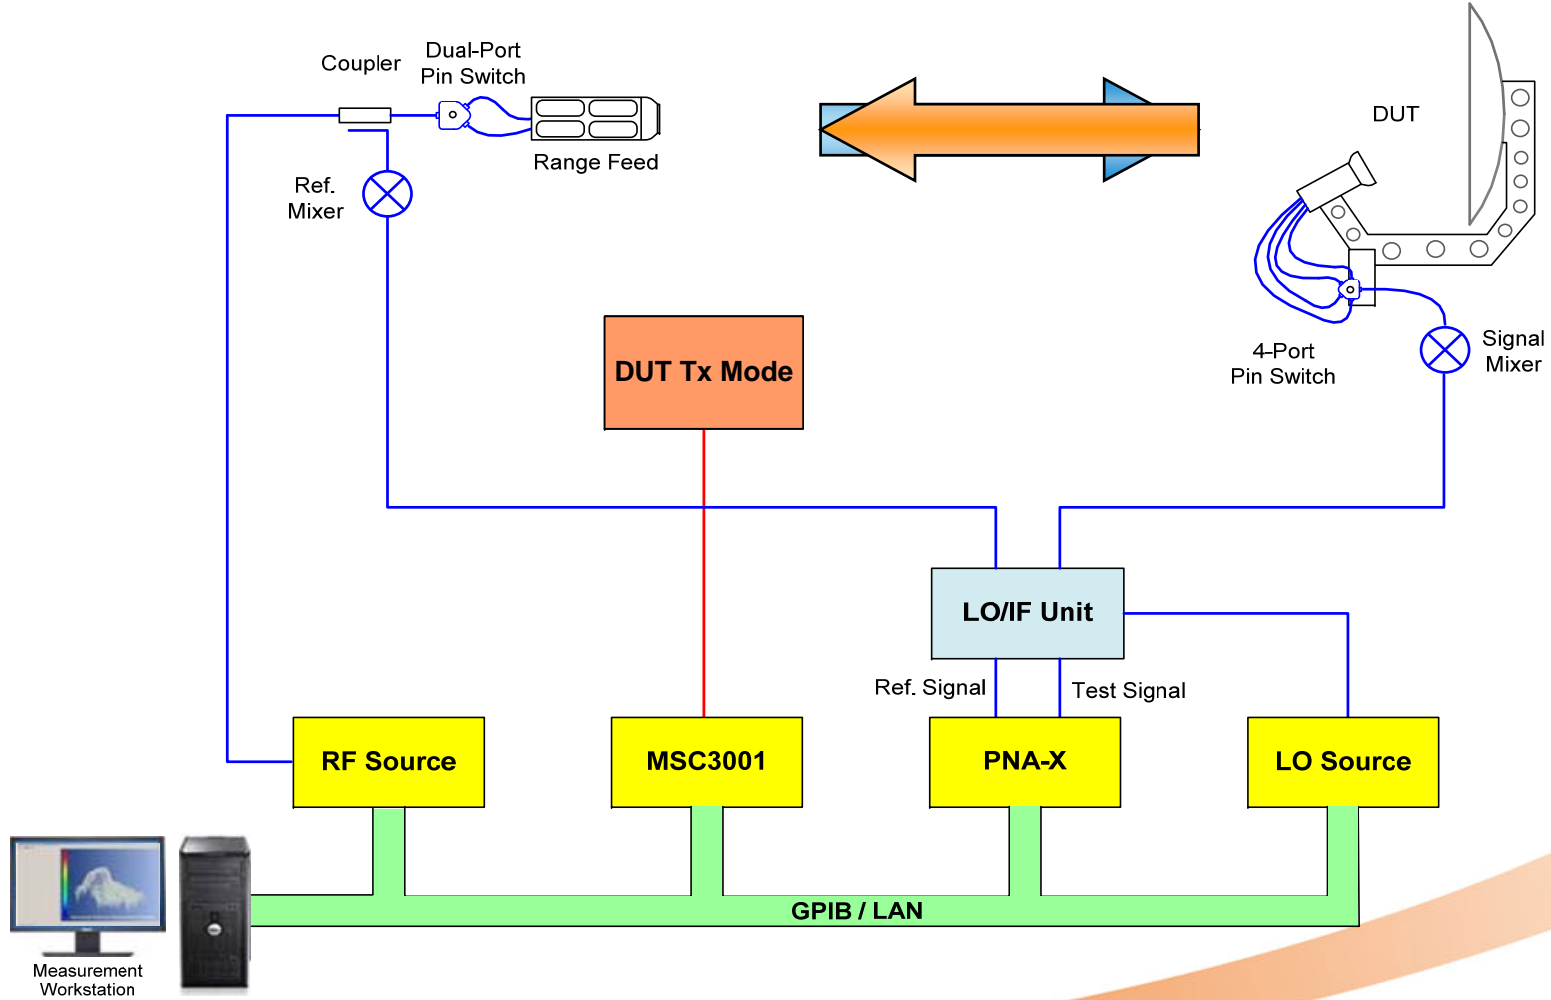 Dual-Port
Pin Switch
Coupler
Range Feed
DUT
Ref.
Mixer
DUT Tx Mode
4-Port
Pin Switch
Signal
Mixer
LO/IF Unit
Ref. Signal
Test Signal
RF Source
MSC3001
PNA-X
LO Source
GPIB / LAN
Measurement
Workstation